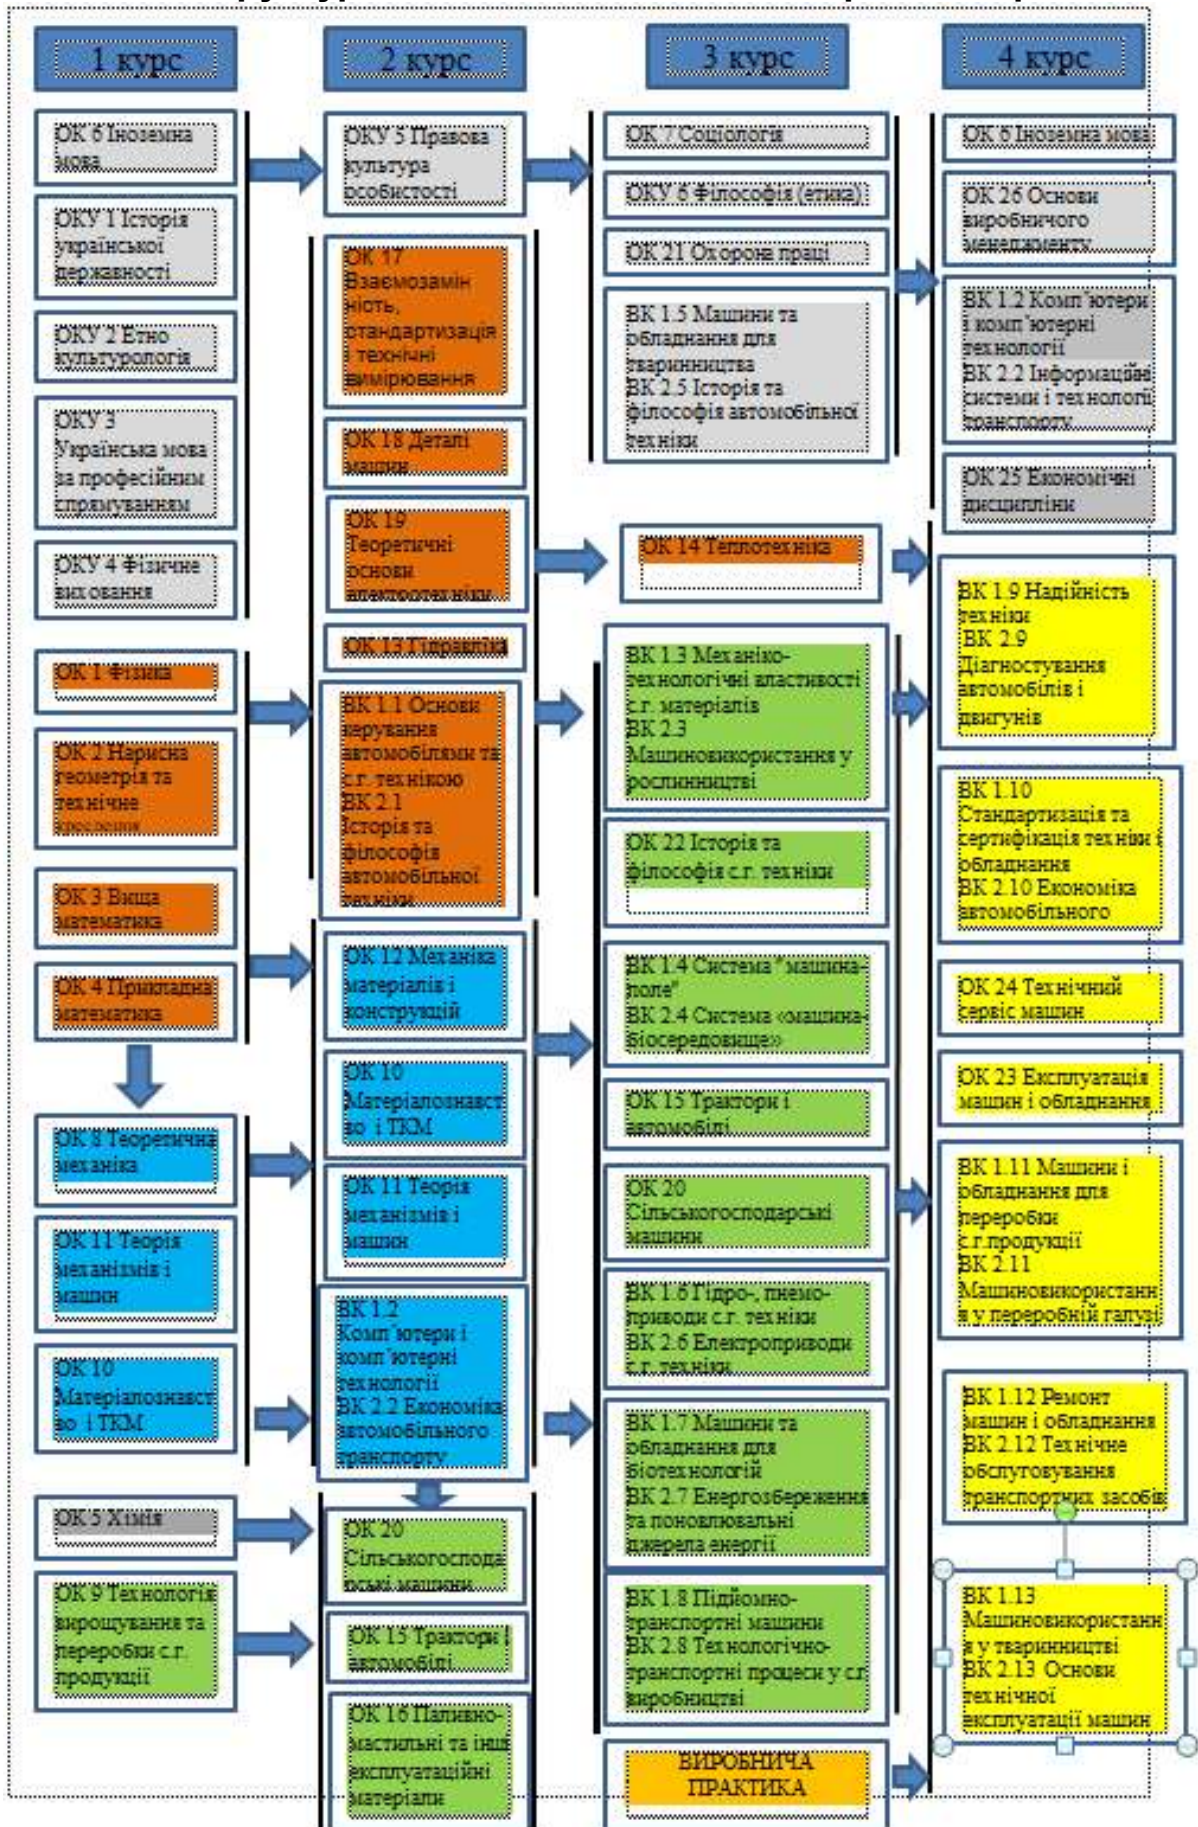 1 курс
ОК 6 Іноземна
мова
ОКУ 1 Історія
української
державності
ОКУ 2 Етно
культурологія
ОКУ 3
Українська мова
за професійним
спрямуванням
ОКУ 4 Фізичне
виховання
ОК 1 Фізика
ОК 2 Нарисна
геометрія та
технічне
креслення
ОК 3 Вища
математика
ОК 4 Прикладна
математика
ОК 8 Теоретична
механіка
ОК 11 Теорія
механізмів і
машин
ОК 10
Матеріалознавст
во і ТКМ
ОК 5 Хімія
ОК 9 Технологія
вирощування та
переробки с.г.
продукції
2 курс
ОКУ 5 Правова
культура
особистості
ОК 17
Взаємозамін
ність,
стандартизація
і технічні
вимірювання
ОК 18 Деталі
машин
ОК 19
Теоретичні
основи
електротехніки
ОК 13 Гідравліка
ВК 1.1 Основи
керування
автомобілями та
с.г. технікою
ВК 2.1
Історія та
філософія
автомобільної
техніки
ОК 12 Механіка
матеріалів і
конструкцій
ОК 10
Матеріалознавст
во і ТКМ
ОК 11 Теорія
механізмів і
машин
ВК 1.2
Комп'ютери і
комп'ютерні
технології
ВК 2.2 Економіка
автомобільного
транспорту
ОК 20
Сільськогоспода
рські машини
ОК 15 Трактори і
автомобілі
ОК 16 Паливно-
мастильні та інш
експлуатаційні
матеріали
3 курс
ОК 7 Соціологія
ОКУ 6 Філософія (етика)
ОК 21 Охорона праці
ВК 1.5 Машини та
обладнання для
тваринництва
ВК 2.5 Історія та
філософія автомобільної
техніки
ОК 14 Теплотехніка
ВК 1.3 Механіко-
технологічні властивості
с.г. матеріалів
ВК 2.3
Машиновикористання у
рослинництві
ОК 22 Історія та
філософія с.г. техніки
ВК 1.4 Система "машина-
поле"
ВК 2.4 Система «машина-
біосередовище»
ОК 15 Трактори і
автомобілі
ОК 20
Сільськогосподарські
машини
ВК 1.6 Гідро-, пнемо-
приводи с.г. техніки
ВК 2.6 Електроприводи
с.г. техніки
ВК 1.7 Машини та
обладнання для
біотехнологій
ВК 2.7 Енергозбереження
та поновлювальні
джерела енергії
ВК 1.8 Підйомно-
транспортні машини
ВК 2.8 Технологічно-
транспортні процеси у с.г
виробництві
ВИРОБНИЧА
ПРАКТИКА
4 курс
ОК 6 Іноземна мова
ОК 26 Основи
виробничого
менеджменту
ВК 1.2 Комп'ютери
і комп'ютерні
технології
ВК 2.2 Інформаційні
системи і технології
транспорту
ОК 25 Економічні
дисципліни
ВК 1.9 Надійність
техніки
ВК 2.9
Діагностування
автомобілів і
двигунів
ВК 1.10
Стандартизація та
сертифікація техніки і
обладнання
ВК 2.10 Економіка
автомобільного
ОК 24 Технічний
сервіс машин
ОК 23 Експлуатація
машин і обладнання
ВК 1.11 Машини і
обладнання для
переробки
с.г.продукції
ВК 2.11
Машиновикористанн
я у переробній галузі
ВК 1.12 Ремонт
машин і обладнання
ВК 2.12 Технічне
обслуговування
транспортних засобів
ВК 1.13
Машиновикористанн
я у тваринництві
ВК 2.13 Основи
технічної
експлуатації машин